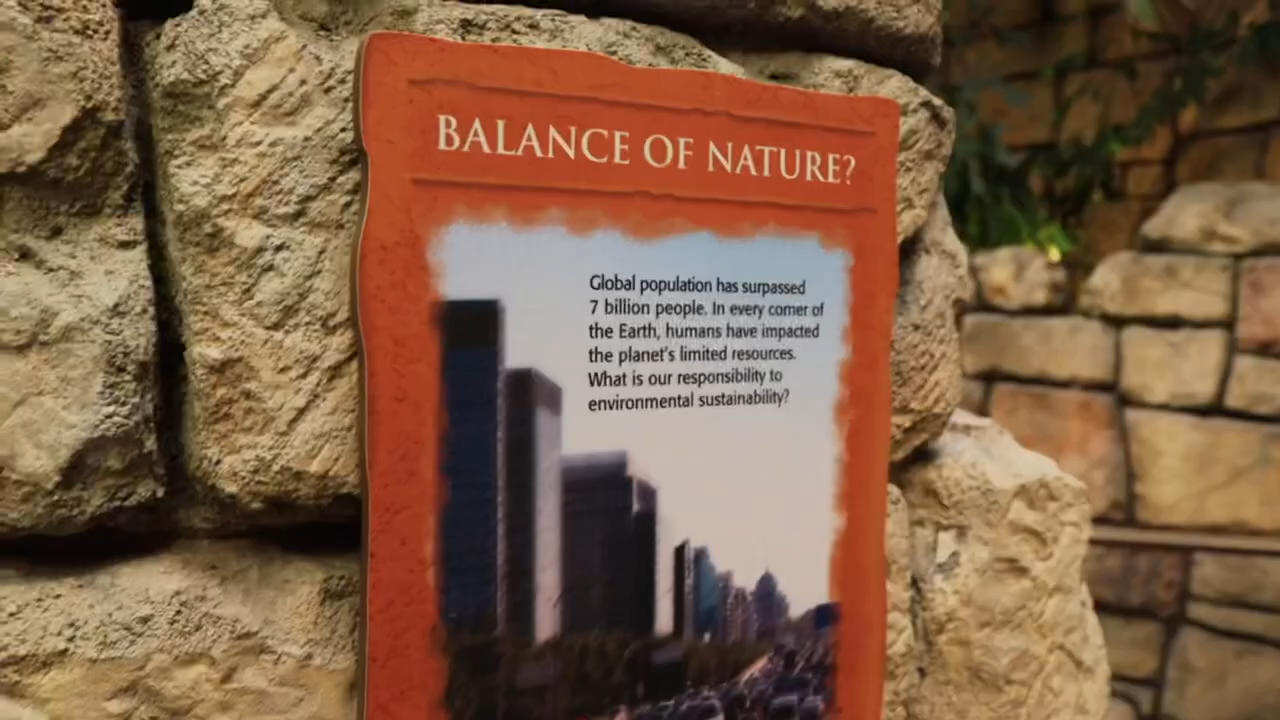 BALANCE OF NATURE?
Global population has surpassed
7 billion people. In every corner of
the Earth, humans have impacted
the planet's limited resources.
What is our responsibility to
environmental sustainability?